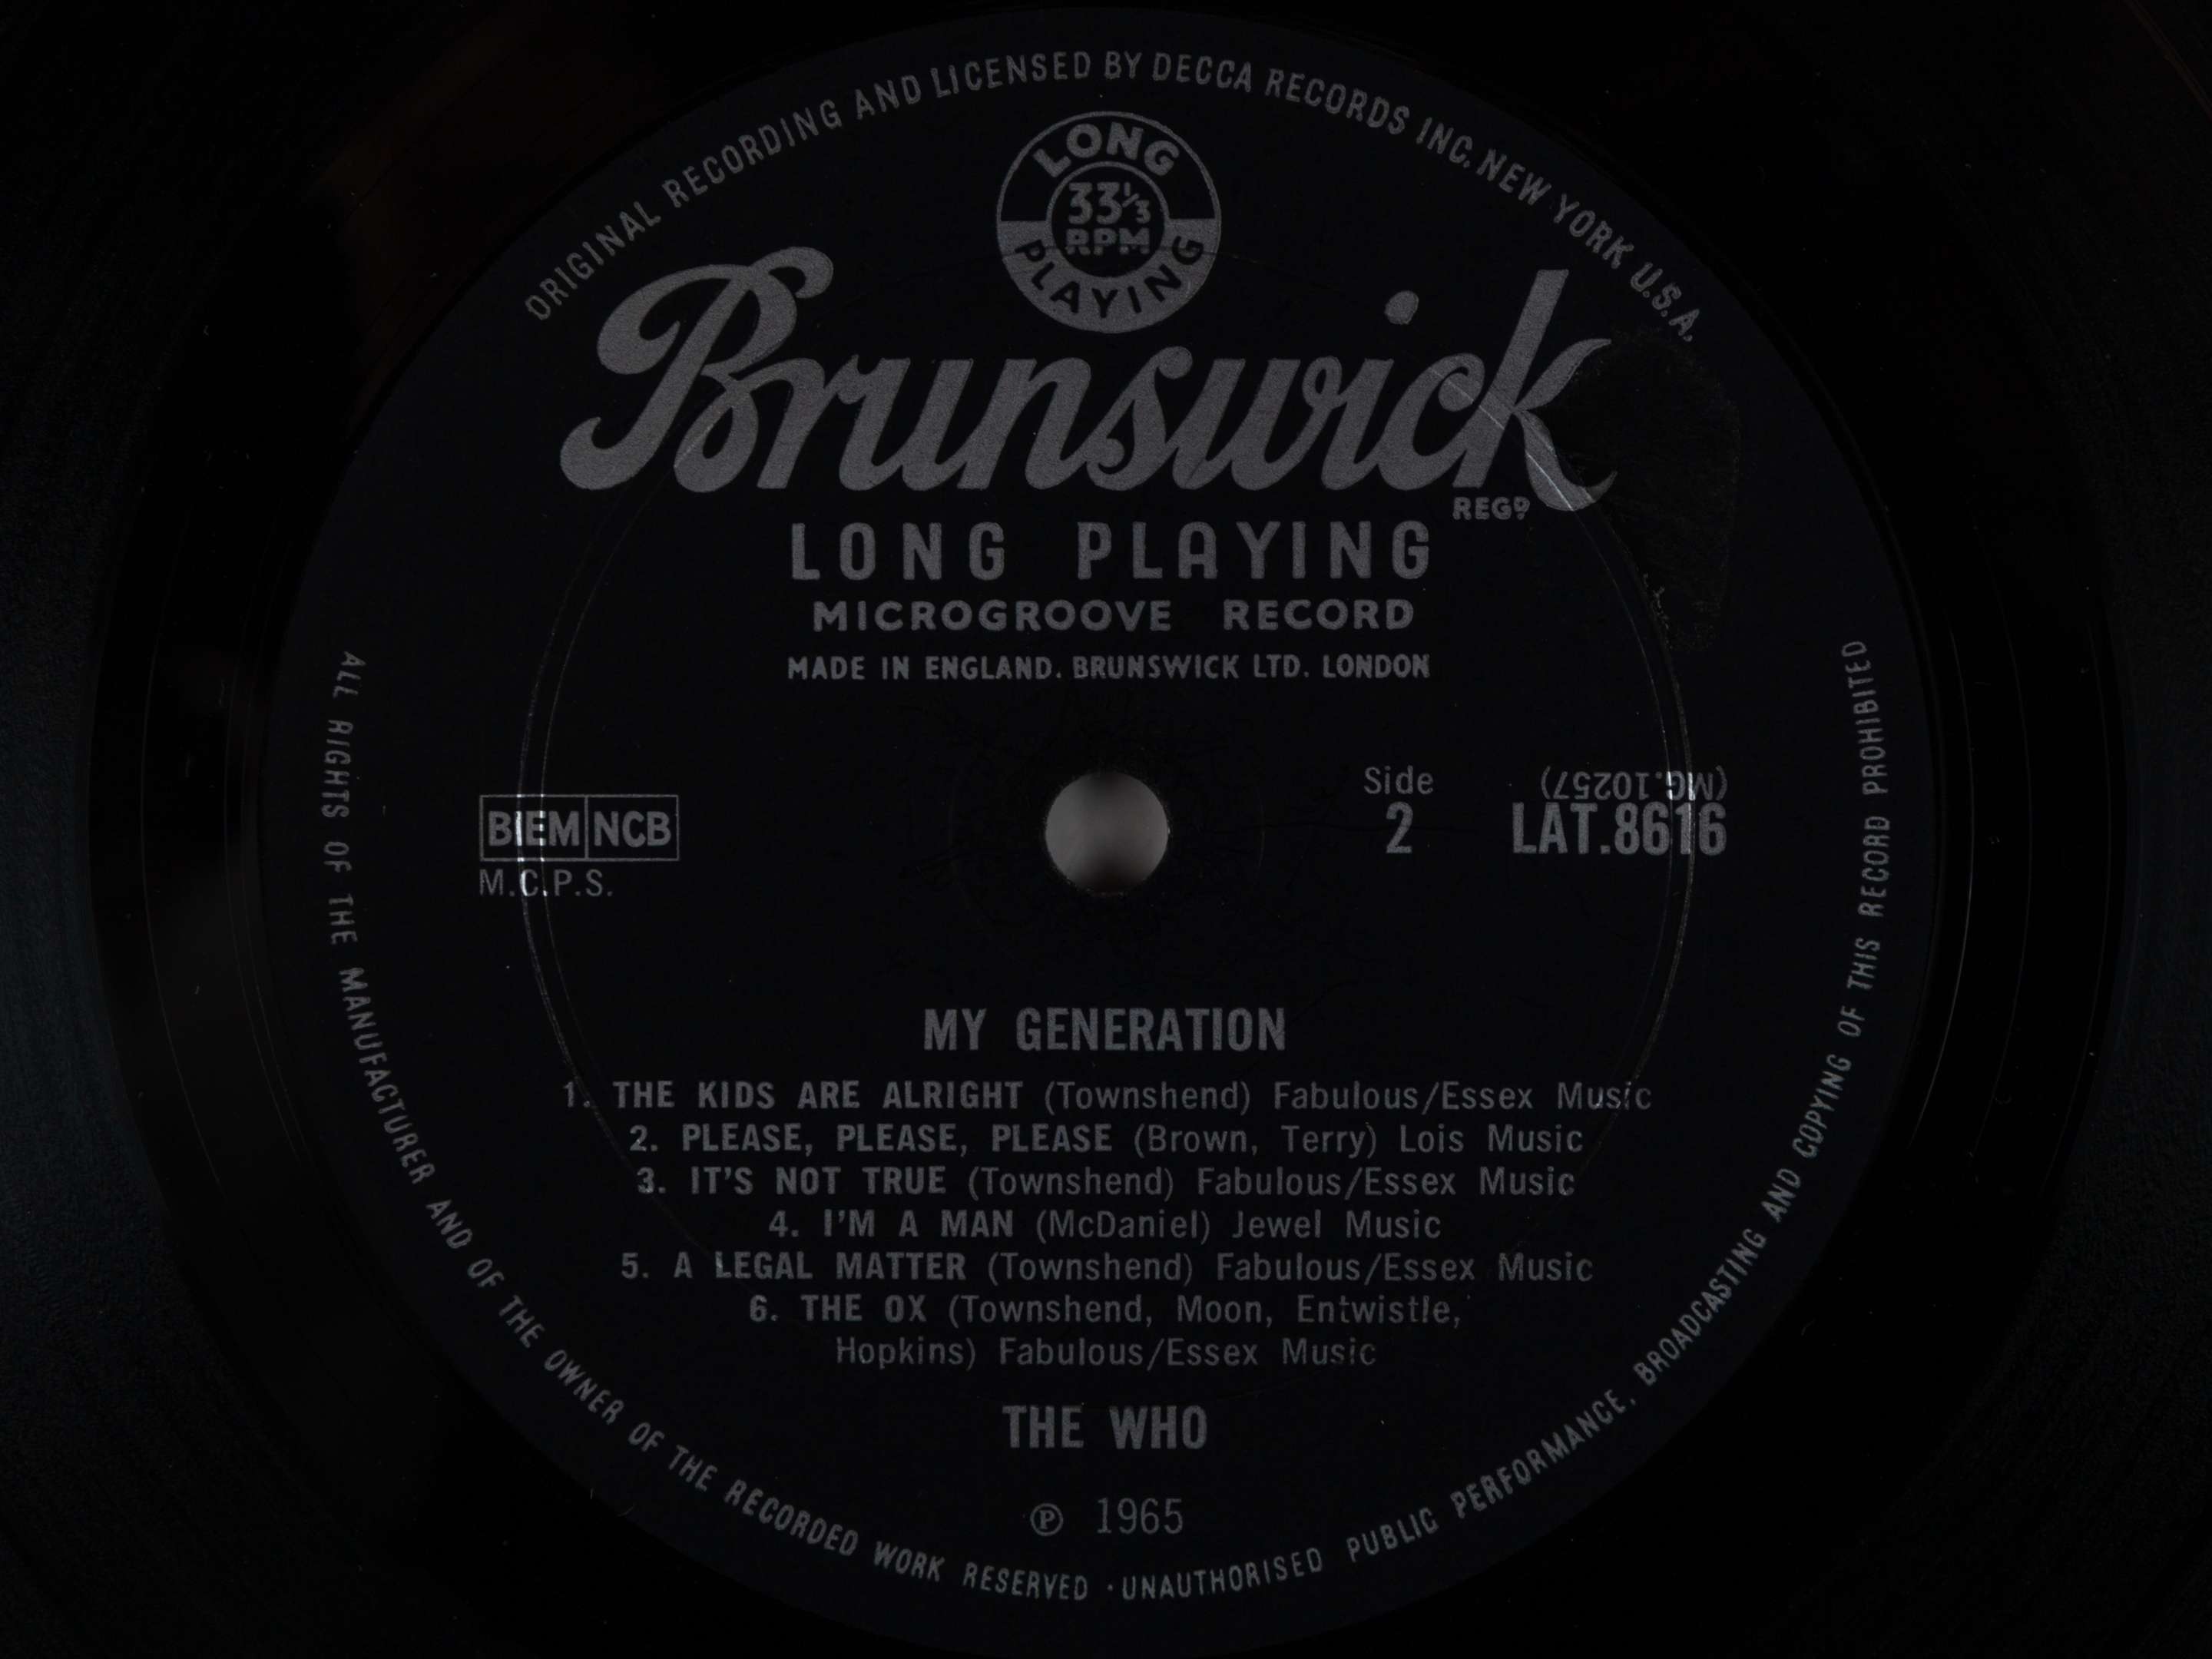 ORIGINAL RECORDING AND LICENSED BY DECCA RECORDS INC. NEW YORK U.S.A.
LONG
33⅓
RPM
PLAYING
Brunswick
REGD
LONG PLAYING
MICROGROOVE RECORD
MADE IN ENGLAND. BRUNSWICK LTD. LONDON
BIEM NCB
M.C.P.S.
Side
2
(MG.10257)
LAT.8616
MY GENERATION
1. THE KIDS ARE ALRIGHT (Townshend) Fabulous/Essex Music
2. PLEASE, PLEASE, PLEASE (Brown, Terry) Lois Music
3. IT'S NOT TRUE (Townshend) Fabulous/Essex Music
4. I'M A MAN (McDaniel) Jewel Music
5. A LEGAL MATTER (Townshend) Fabulous/Essex Music
6. THE OX (Townshend, Moon, Entwistle,
Hopkins) Fabulous/Essex Music
THE WHO
℗ 1965
ALL RIGHTS OF THE MANUFACTURER AND OF THE OWNER OF THE RECORDED WORK RESERVED · UNAUTHORISED PUBLIC PERFORMANCE, BROADCASTING AND COPYING OF THIS RECORD PROHIBITED